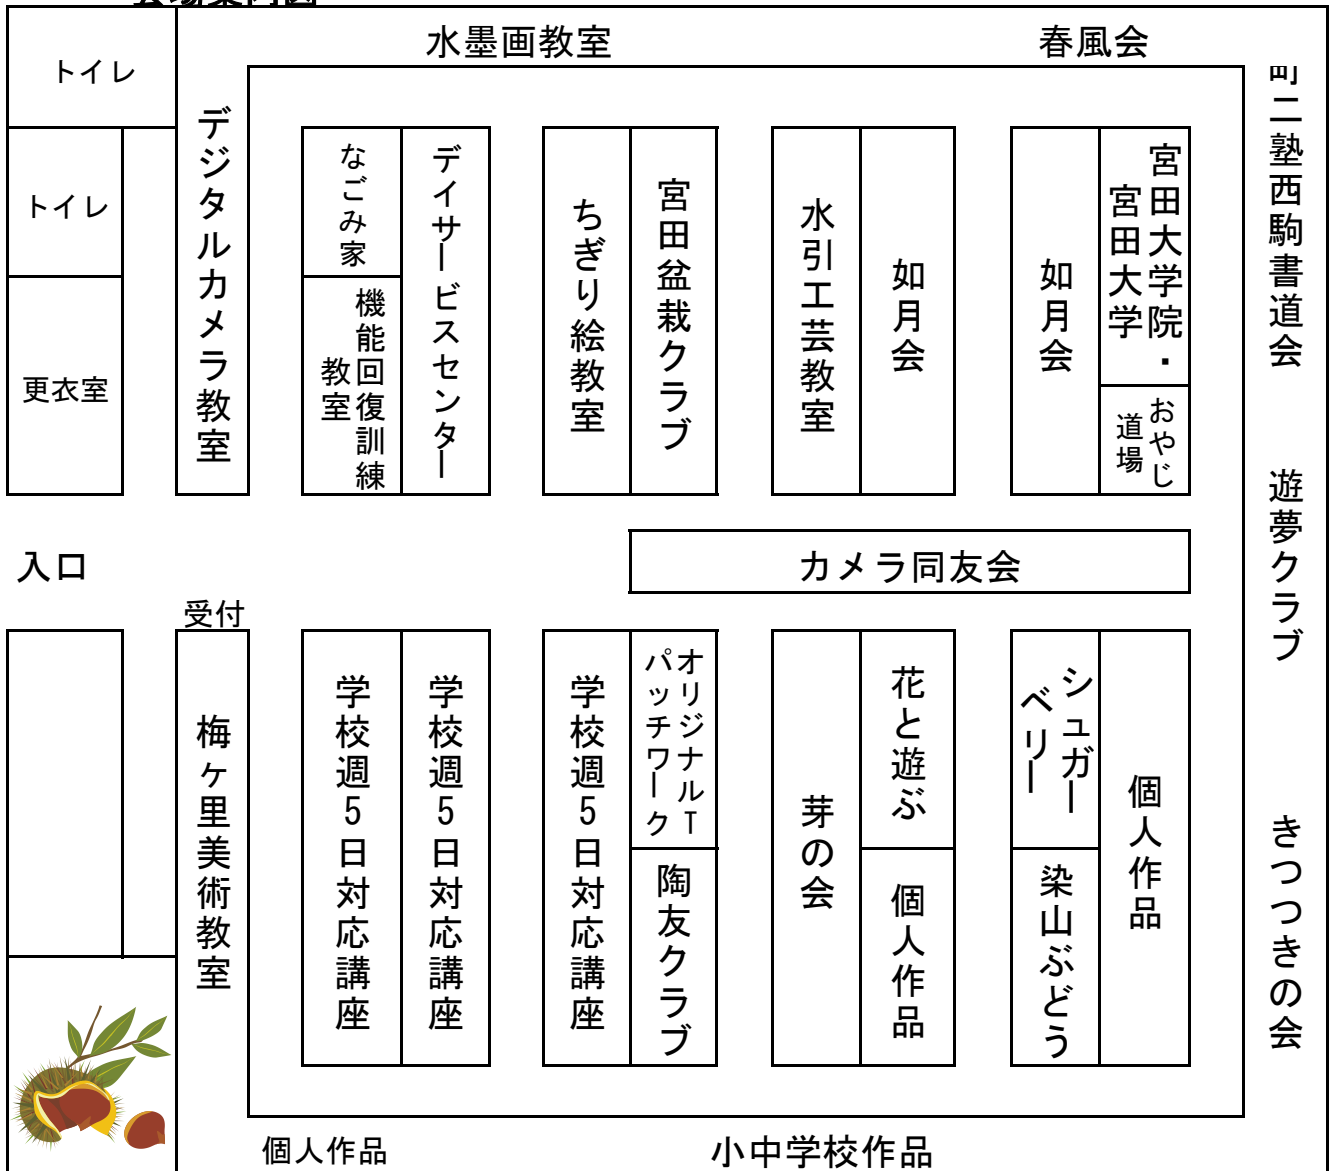 会場案内図
水墨画教室
春風会
トイレ
デジタルカメラ教室
トイレ
更衣室
なごみ家
機能回復訓練
教室
デイサービスセンター
ちぎり絵教室
宮田盆栽クラブ
水引工芸教室
如月会
如月会
宮田大学院・
宮田大学
おやじ
道場
町二塾西駒書道会
遊夢クラブ
きつつきの会
入口
受付
カメラ同友会
梅ヶ里美術教室
学校週5日対応講座
学校週5日対応講座
学校週5日対応講座
オリジナルT
パッチワーク
陶友クラブ
芽の会
花と遊ぶ
個人作品
シュガー
ベリー
染山ぶどう
個人作品
個人作品
小中学校作品